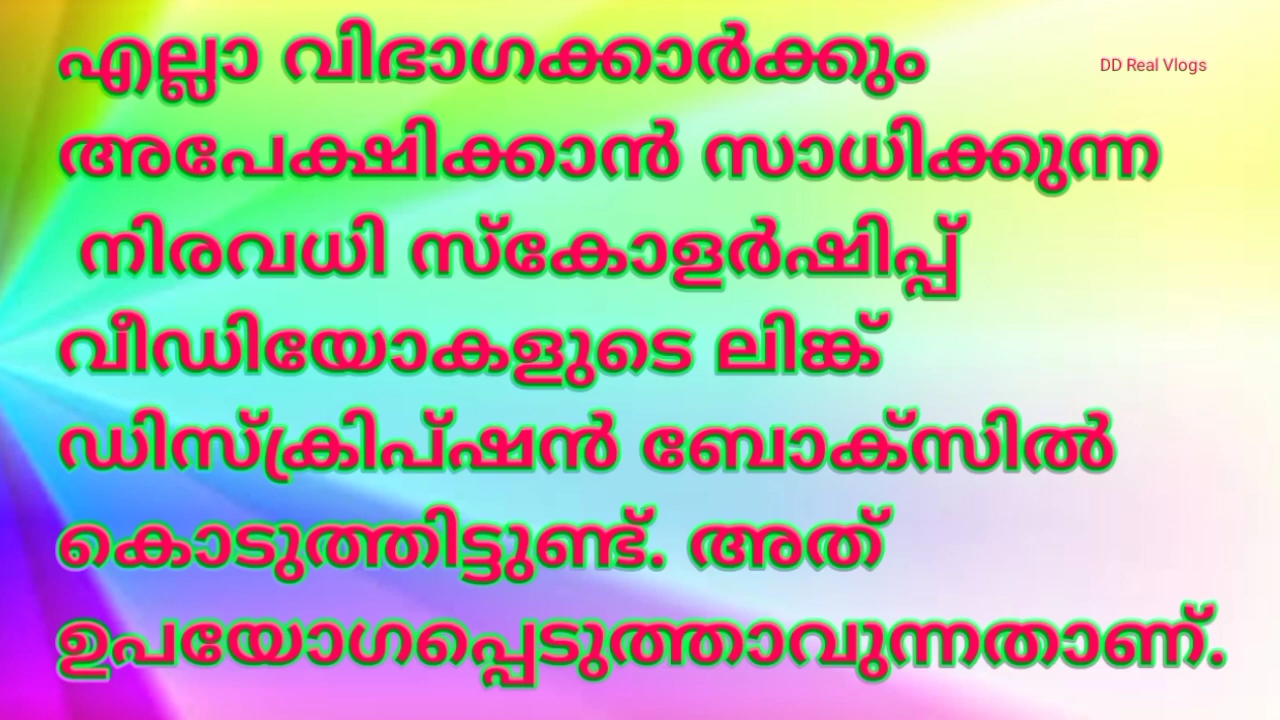 എല്ലാ വിഭാഗക്കാർക്കും
DD Real Vlogs
അപേക്ഷിക്കാൻ സാധിക്കുന്ന
നിരവധി സ്കോളർഷിപ്പ്
വീഡിയോകളുടെ ലിങ്ക്
ഡിസ്ക്രിപ്ഷൻ ബോക്സിൽ
കൊടുത്തിട്ടുണ്ട്. അത്
ഉപയോഗപ്പെടുത്താവുന്നതാണ്.